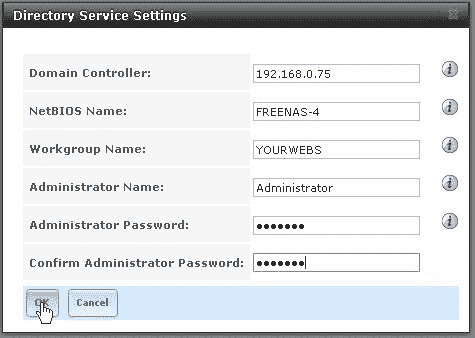 Directory Service Settings
Domain Controller: 192.168.0.75
NetBIOS Name: FREENAS-4
Workgroup Name: YOURWEBS
Administrator Name: Administrator
Administrator Password: •••••••
Confirm Administrator Password: •••••••
OK Cancel